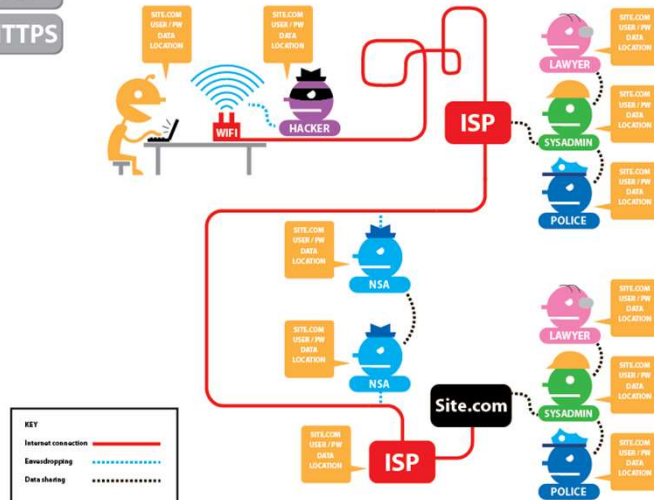 HTTPS
SITE.COM
USER / PW
DATA
LOCATION
SITE.COM
USER / PW
DATA
LOCATION
WIFI
HACKER
ISP
LAWYER
SITE.COM
USER / PW
DATA
LOCATION
SYSADMIN
SITE.COM
USER / PW
DATA
LOCATION
POLICE
SITE.COM
USER / PW
DATA
LOCATION
SITE.COM
USER / PW
DATA
LOCATION
NSA
SITE.COM
USER / PW
DATA
LOCATION
NSA
LAWYER
SITE.COM
USER / PW
DATA
LOCATION
SYSADMIN
SITE.COM
USER / PW
DATA
LOCATION
POLICE
SITE.COM
USER / PW
DATA
LOCATION
Site.com
SITE.COM
USER / PW
DATA
LOCATION
ISP
KEY
Internet connection
Eavesdropping
Data sharing